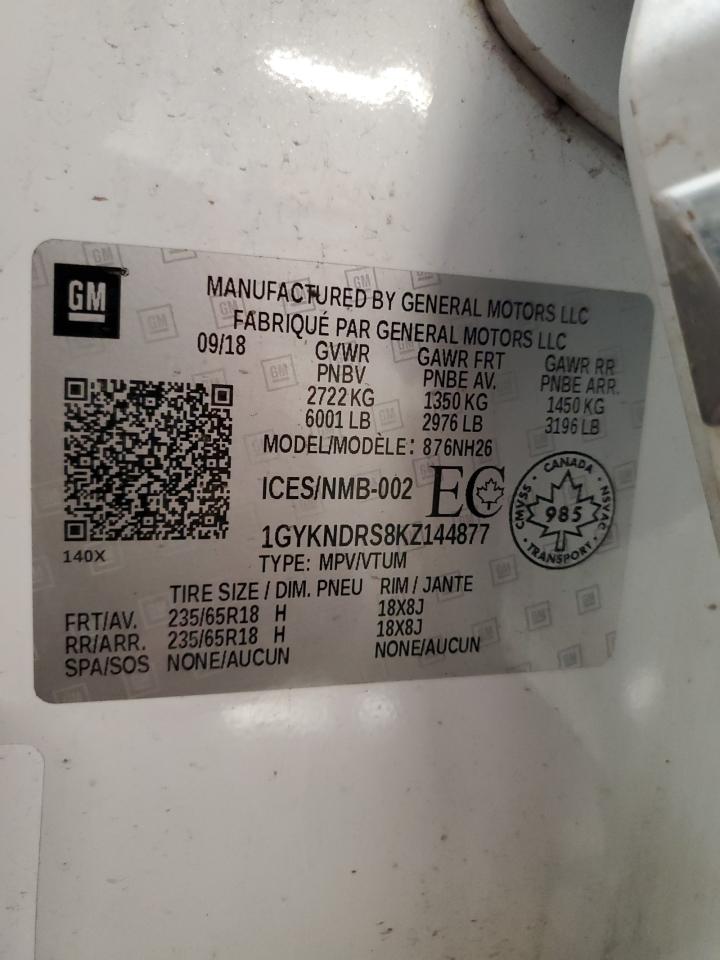 GM
MANUFACTURED BY GENERAL MOTORS LLC
FABRIQUÉ PAR GENERAL MOTORS LLC
09/18
GVWR GAWR FRT GAWR RR
PNBV PNBE AV. PNBE ARR.
2722 KG 1350 KG 1450 KG
6001 LB 2976 LB 3196 LB
MODEL/MODÈLE: 876NH26
ICES/NMB-002 EC
CANADA
CMVSS 985 NSVAC
TRANSPORT
1GYKNDRS8KZ144877
140X
TYPE: MPV/VTUM
TIRE SIZE / DIM. PNEU RIM / JANTE
FRT/AV. 235/65R18 H 18X8J
RR/ARR. 235/65R18 H 18X8J
SPA/SOS NONE/AUCUN NONE/AUCUN